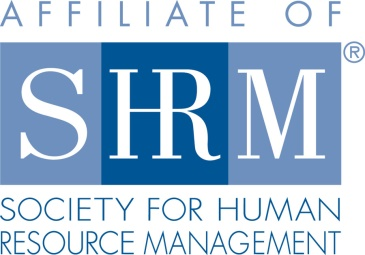 AFFILIATE OF
SHRM®
SOCIETY FOR HUMAN
RESOURCE MANAGEMENT